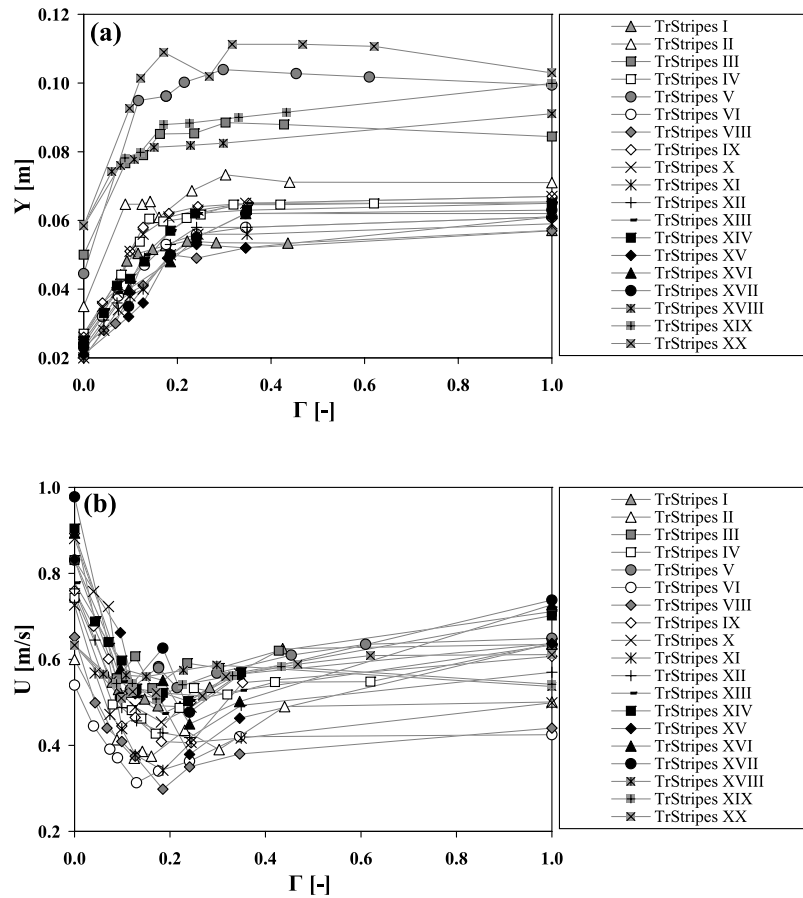 (a)
Y [m]
0.12
0.10
0.08
0.06
0.04
0.02
0.0
0.2
0.4
0.6
0.8
1.0
Γ [-]
TrStripes I
TrStripes II
TrStripes III
TrStripes IV
TrStripes V
TrStripes VI
TrStripes VIII
TrStripes IX
TrStripes X
TrStripes XI
TrStripes XII
TrStripes XIII
TrStripes XIV
TrStripes XV
TrStripes XVI
TrStripes XVII
TrStripes XVIII
TrStripes XIX
TrStripes XX
(b)
U [m/s]
1.0
0.8
0.6
0.4
0.2
0.0
0.2
0.4
0.6
0.8
1.0
Γ [-]
TrStripes I
TrStripes II
TrStripes III
TrStripes IV
TrStripes V
TrStripes VI
TrStripes VIII
TrStripes IX
TrStripes X
TrStripes XI
TrStripes XII
TrStripes XIII
TrStripes XIV
TrStripes XV
TrStripes XVI
TrStripes XVII
TrStripes XVIII
TrStripes XIX
TrStripes XX